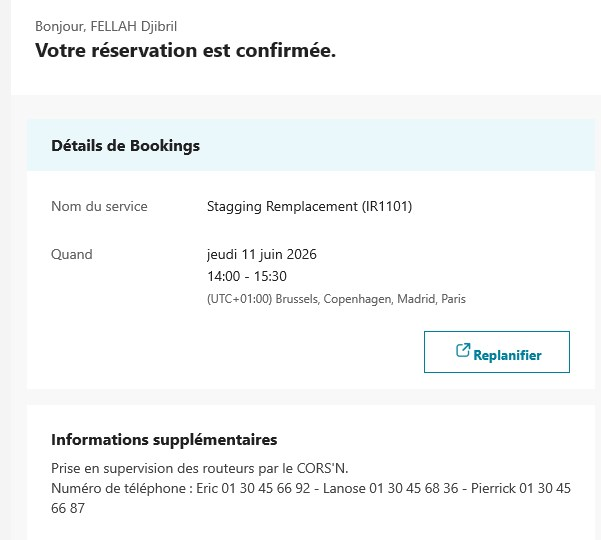 Bonjour, FELLAH Djibril
Votre réservation est confirmée.
Détails de Bookings
Nom du service
Stagging Remplacement (IR1101)
Quand
jeudi 11 juin 2026
14:00 - 15:30
(UTC+01:00) Brussels, Copenhagen, Madrid, Paris
Replanifier
Informations supplémentaires
Prise en supervision des routeurs par le CORS'N.
Numéro de téléphone : Eric 01 30 45 66 92 - Lanose 01 30 45 68 36 - Pierrick 01 30 45
66 87